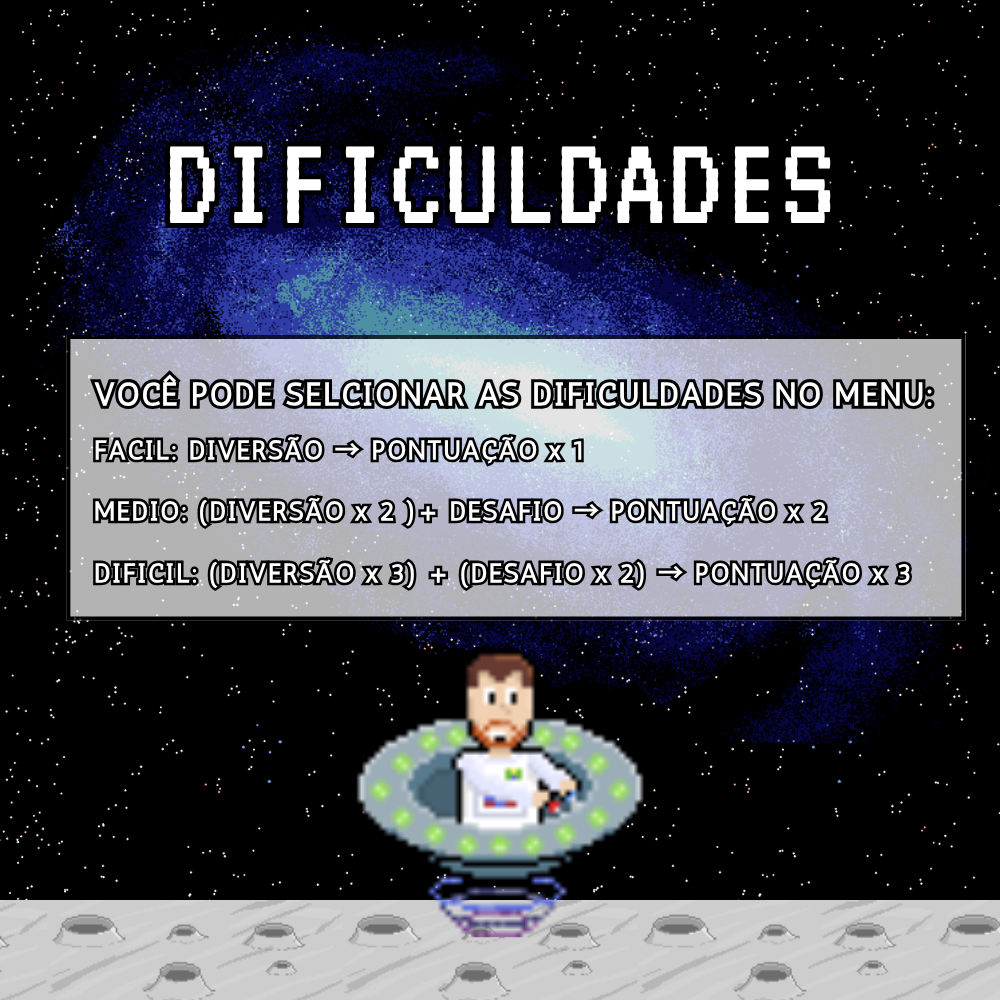 DIFICULDADES
VOCÊ PODE SELCIONAR AS DIFICULDADES NO MENU:
FACIL: DIVERSÃO → PONTUAÇÃO x 1
MEDIO: (DIVERSÃO x 2 )+ DESAFIO → PONTUAÇÃO x 2
DIFICIL: (DIVERSÃO x 3) + (DESAFIO x 2) → PONTUAÇÃO x 3